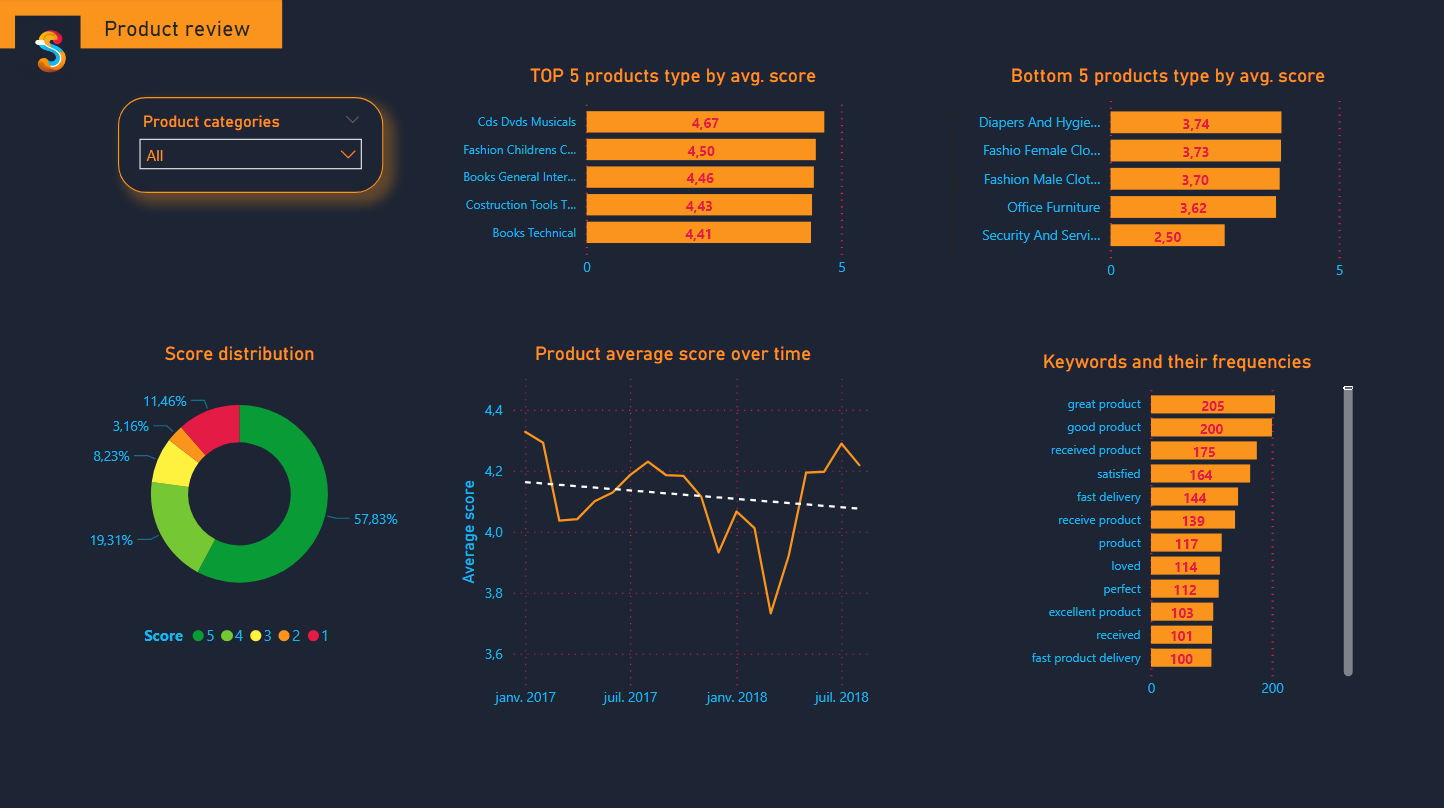 Product review
Product categories
All
TOP 5 products type by avg. score
Cds Dvds Musicals 4,67
Fashion Childrens C... 4,50
Books General Inter... 4,46
Costruction Tools T... 4,43
Books Technical 4,41
0 5
Bottom 5 products type by avg. score
Diapers And Hygie... 3,74
Fashio Female Clo... 3,73
Fashion Male Clot... 3,70
Office Furniture 3,62
Security And Servi... 2,50
0 5
Score distribution
11,46%
3,16%
8,23%
57,83%
19,31%
Score 5 4 3 2 1
Product average score over time
Average score
4,4
4,2
4,0
3,8
3,6
janv. 2017 juil. 2017 janv. 2018 juil. 2018
Keywords and their frequencies
great product 205
good product 200
received product 175
satisfied 164
fast delivery 144
receive product 139
product 117
loved 114
perfect 112
excellent product 103
received 101
fast product delivery 100
0 200